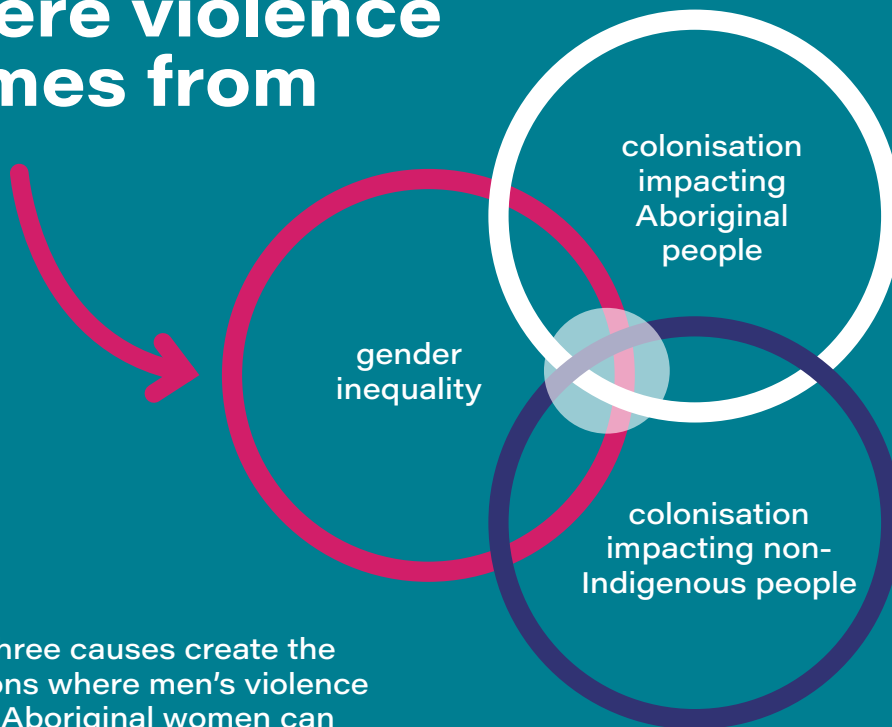 ere violence
mes from
colonisation
impacting
Aboriginal
people
gender
inequality
colonisation
impacting non-
Indigenous people
hree causes create the
ons where men's violence
Aboriginal women can